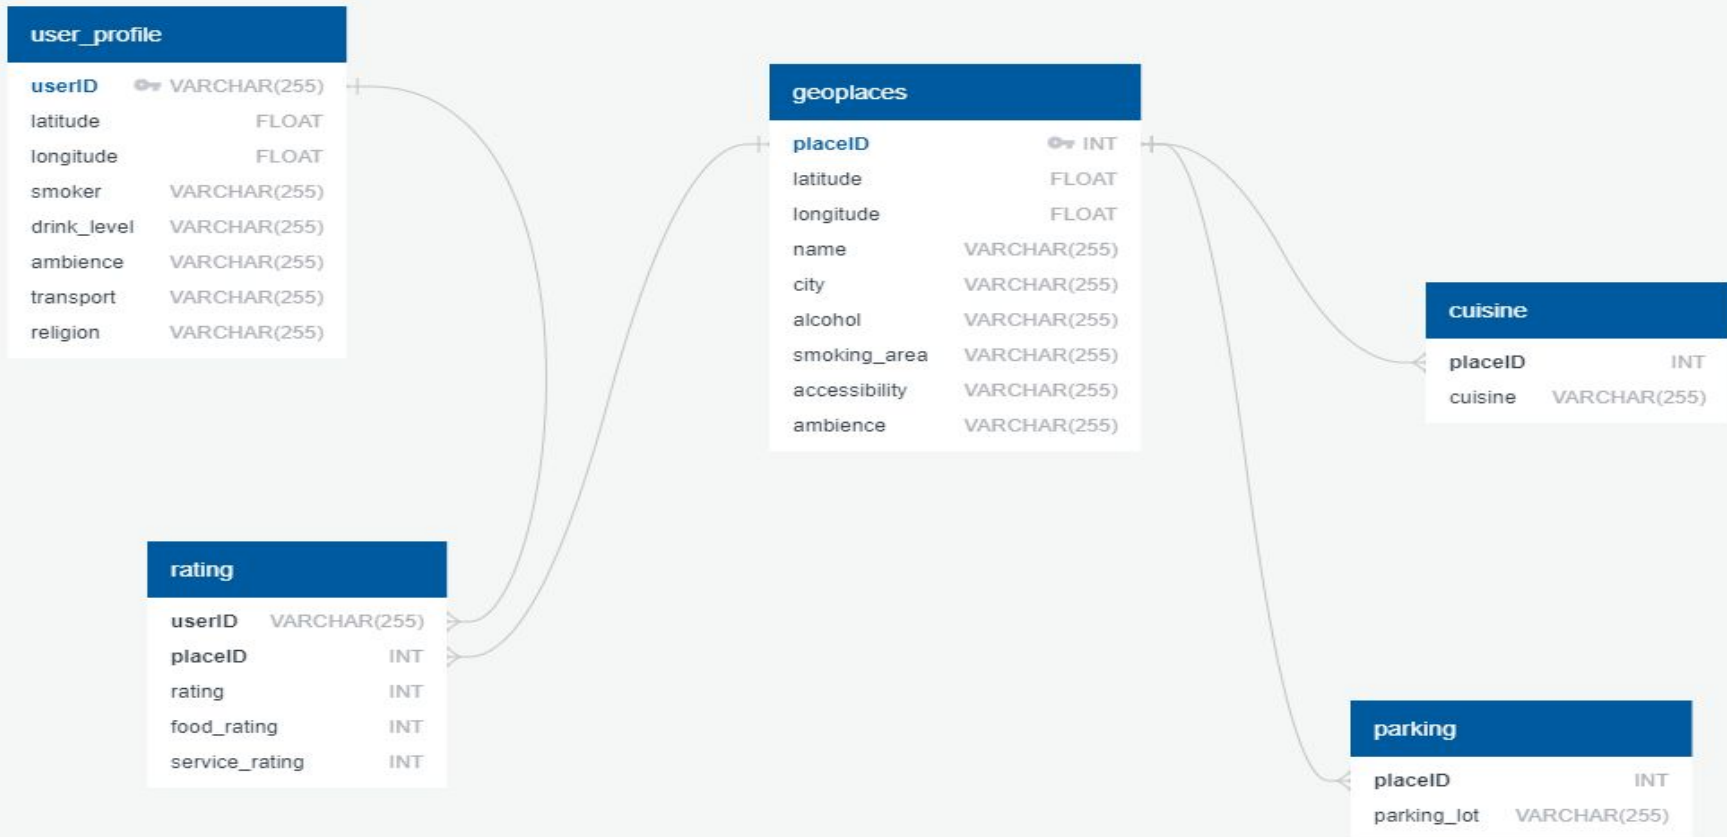 user_profile
userID VARCHAR(255)
latitude FLOAT
longitude FLOAT
smoker VARCHAR(255)
drink_level VARCHAR(255)
ambience VARCHAR(255)
transport VARCHAR(255)
religion VARCHAR(255)
geoplaces
placeID INT
latitude FLOAT
longitude FLOAT
name VARCHAR(255)
city VARCHAR(255)
alcohol VARCHAR(255)
smoking_area VARCHAR(255)
accessibility VARCHAR(255)
ambience VARCHAR(255)
cuisine
placeID INT
cuisine VARCHAR(255)
rating
userID VARCHAR(255)
placeID INT
rating INT
food_rating INT
service_rating INT
parking
placeID INT
parking_lot VARCHAR(255)